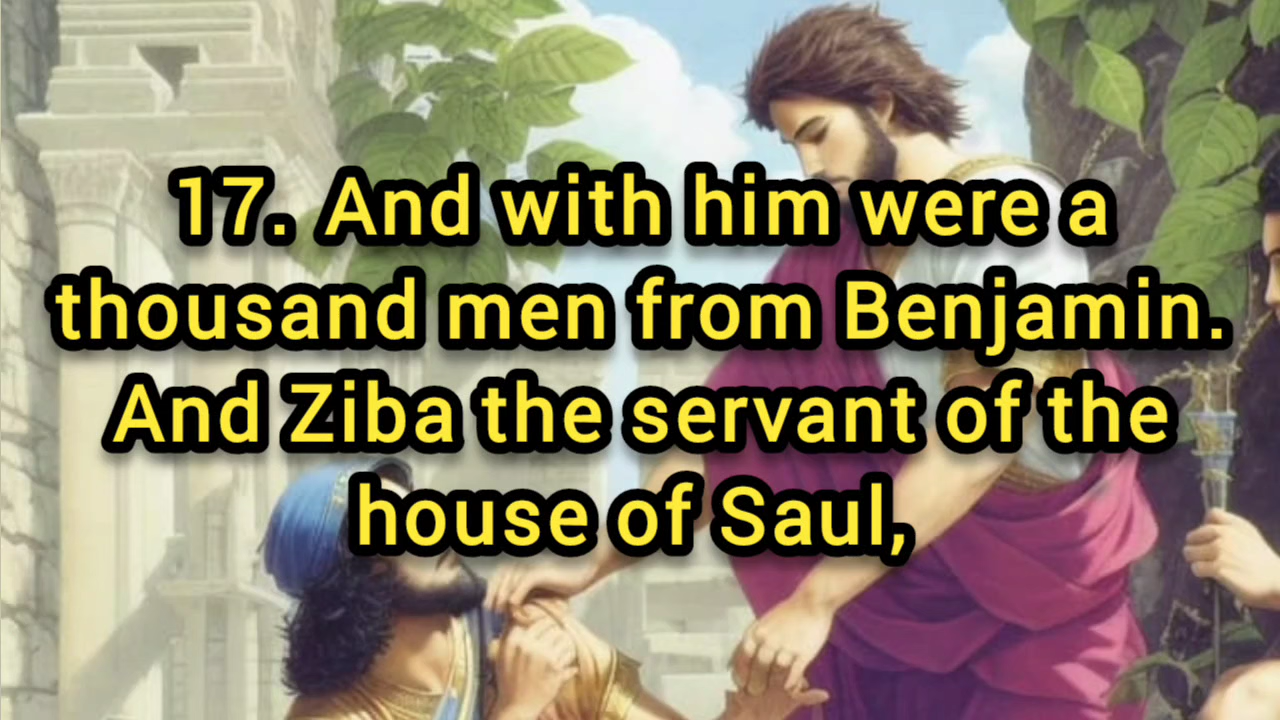 17. And with him were a
thousand men from Benjamin.
And Ziba the servant of the
house of Saul,